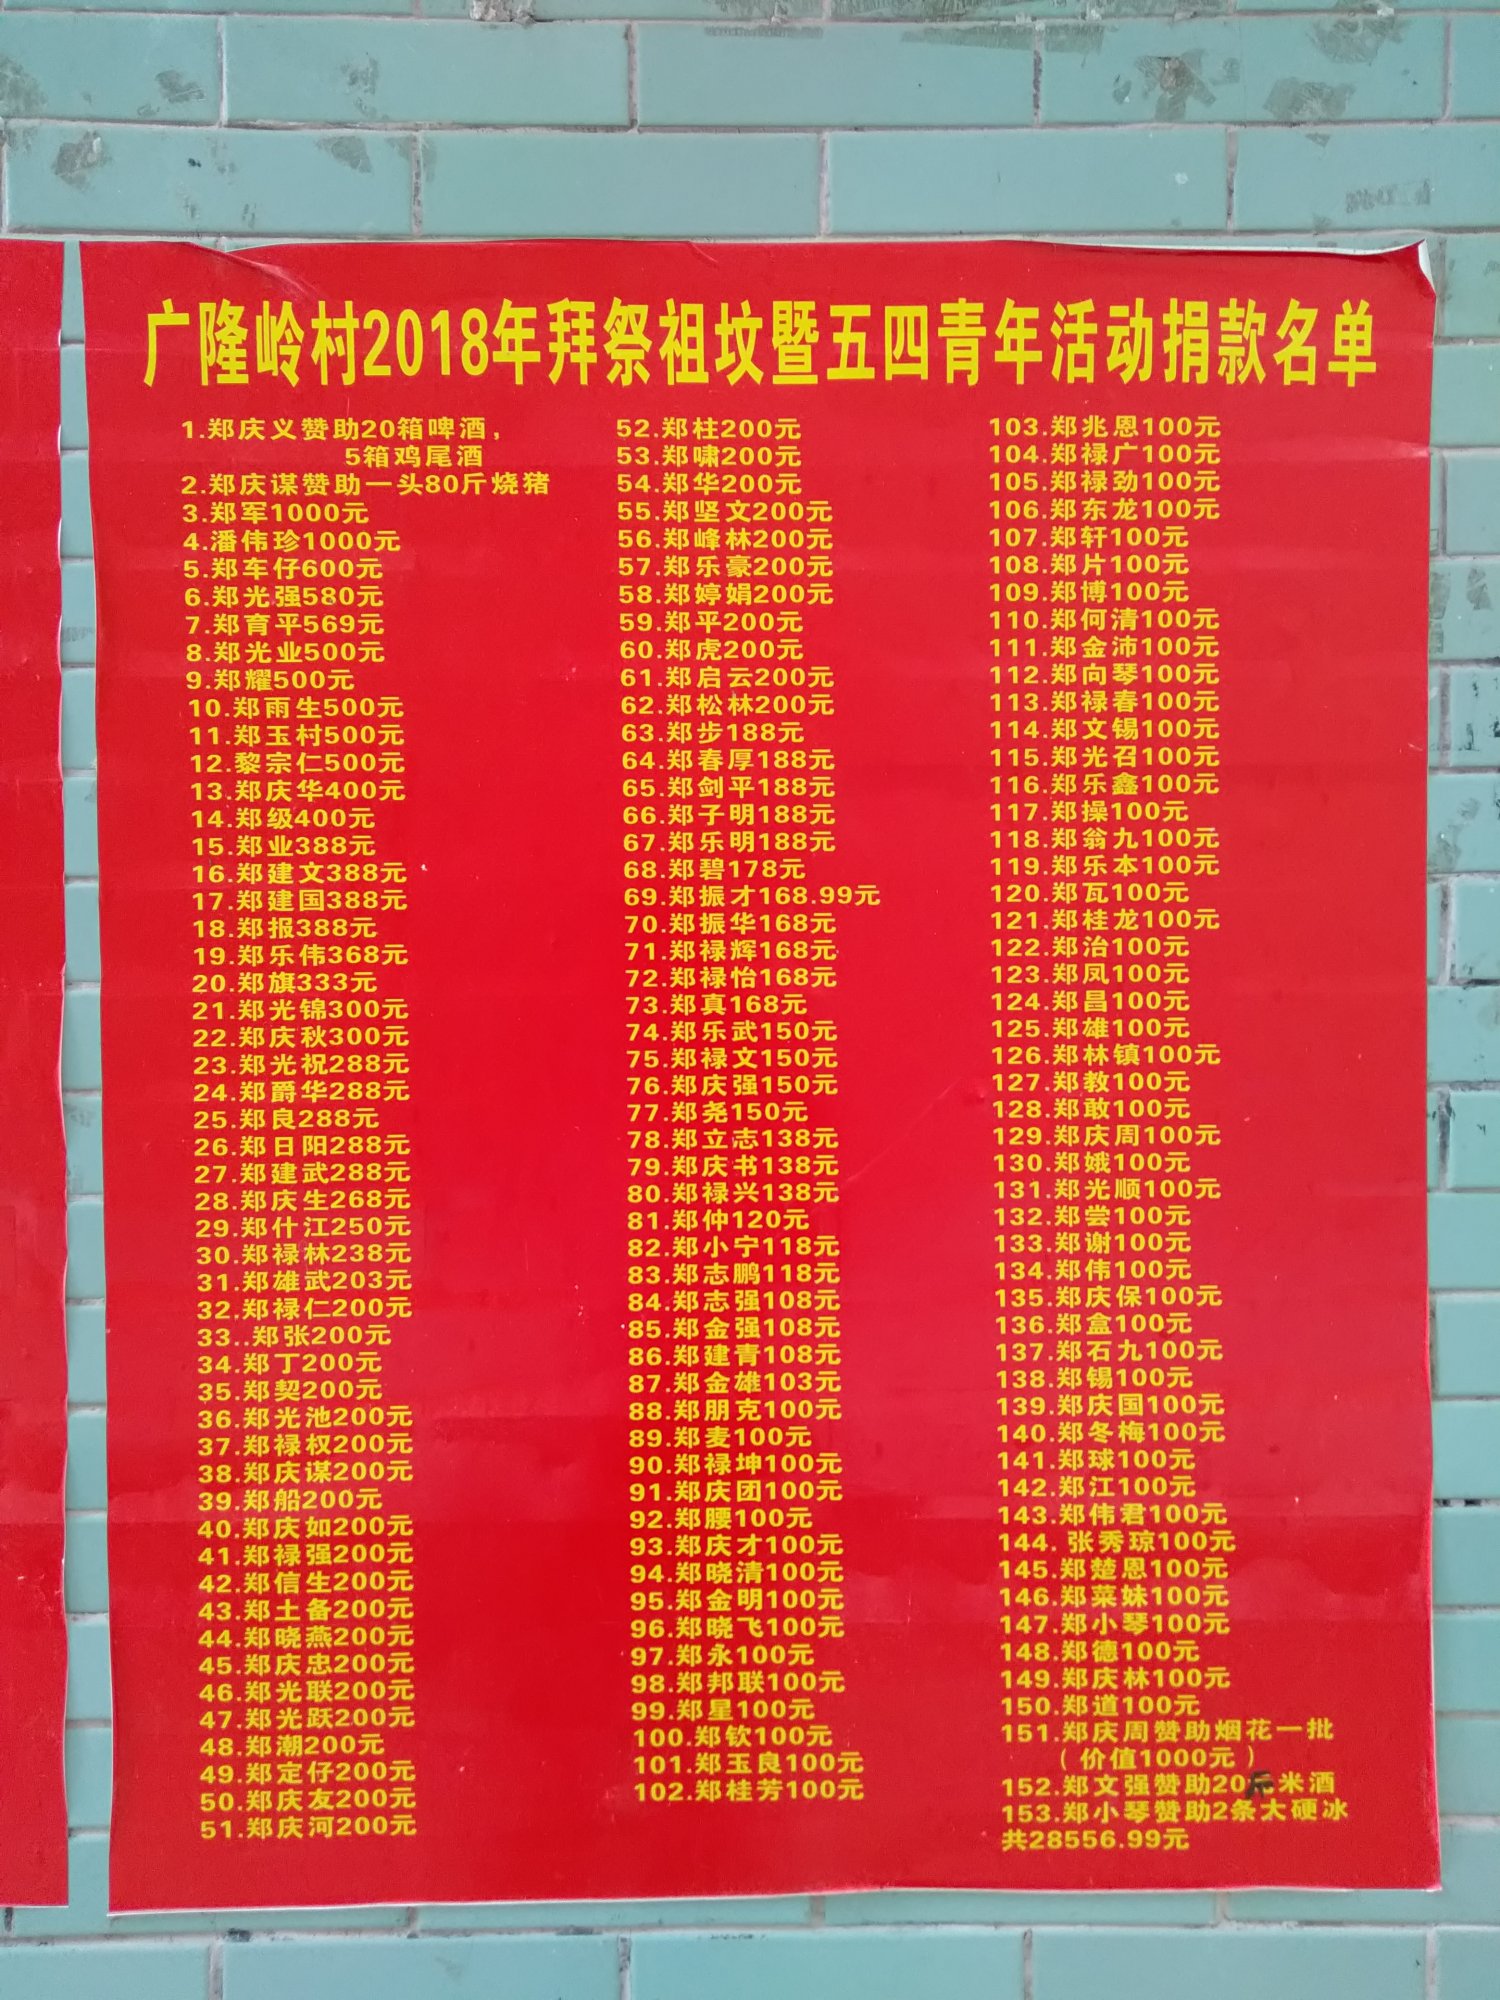 广隆岭村2018年拜祭祖坟暨五四青年活动捐款名单
1.郑庆义赞助20箱啤酒，
5箱鸡尾酒
2.郑庆谋赞助一头80斤烧猪
3.郑军1000元
4.潘伟珍1000元
5.郑车仔600元
6.郑光强580元
7.郑育平569元
8.郑光业500元
9.郑耀500元
10.郑雨生500元
11.郑玉村500元
12.黎宗仁500元
13.郑庆华400元
14.郑级400元
15.郑业388元
16.郑建文388元
17.郑建国388元
18.郑报388元
19.郑乐伟368元
20.郑旗333元
21.郑光锦300元
22.郑庆秋300元
23.郑光祝288元
24.郑爵华288元
25.郑良288元
26.郑日阳288元
27.郑建武288元
28.郑庆生268元
29.郑什江250元
30.郑禄林238元
31.郑雄武203元
32.郑禄仁200元
33..郑张200元
34.郑丁200元
35.郑契200元
36.郑光池200元
37.郑禄权200元
38.郑庆谋200元
39.郑船200元
40.郑庆如200元
41.郑禄强200元
42.郑信生200元
43.郑土备200元
44.郑晓燕200元
45.郑庆忠200元
46.郑光联200元
47.郑光跃200元
48.郑潮200元
49.郑定仔200元
50.郑庆友200元
51.郑庆河200元
52.郑柱200元
53.郑啸200元
54.郑华200元
55.郑坚文200元
56.郑峰林200元
57.郑乐豪200元
58.郑婷娟200元
59.郑平200元
60.郑虎200元
61.郑启云200元
62.郑松林200元
63.郑步188元
64.郑春厚188元
65.郑剑平188元
66.郑子明188元
67.郑乐明188元
68.郑碧178元
69.郑振才168.99元
70.郑振华168元
71.郑禄辉168元
72.郑禄怡168元
73.郑真168元
74.郑乐武150元
75.郑禄文150元
76.郑庆强150元
77.郑尧150元
78.郑立志138元
79.郑庆书138元
80.郑禄兴138元
81.郑仲120元
82.郑小宁118元
83.郑志鹏118元
84.郑志强108元
85.郑金强108元
86.郑建青108元
87.郑金雄103元
88.郑朋克100元
89.郑麦100元
90.郑禄坤100元
91.郑庆团100元
92.郑腰100元
93.郑庆才100元
94.郑晓清100元
95.郑金明100元
96.郑晓飞100元
97.郑永100元
98.郑邦联100元
99.郑星100元
100.郑钦100元
101.郑玉良100元
102.郑桂芳100元
103.郑兆恩100元
104.郑禄广100元
105.郑禄劲100元
106.郑东龙100元
107.郑轩100元
108.郑片100元
109.郑博100元
110.郑何清100元
111.郑金沛100元
112.郑向琴100元
113.郑禄春100元
114.郑文锡100元
115.郑光召100元
116.郑乐鑫100元
117.郑操100元
118.郑翁九100元
119.郑乐本100元
120.郑瓦100元
121.郑桂龙100元
122.郑治100元
123.郑凤100元
124.郑昌100元
125.郑雄100元
126.郑林镇100元
127.郑教100元
128.郑敢100元
129.郑庆周100元
130.郑娥100元
131.郑光顺100元
132.郑尝100元
133.郑谢100元
134.郑伟100元
135.郑庆保100元
136.郑盒100元
137.郑石九100元
138.郑锡100元
139.郑庆国100元
140.郑冬梅100元
141.郑球100元
142.郑江100元
143.郑伟君100元
144. 张秀琼100元
145.郑楚恩100元
146.郑菜妹100元
147.郑小琴100元
148.郑德100元
149.郑庆林100元
150.郑道100元
151.郑庆周赞助烟花一批
（价值1000元）
152.郑文强赞助20斤米酒
153.郑小琴赞助2条大硬冰
共28556.99元